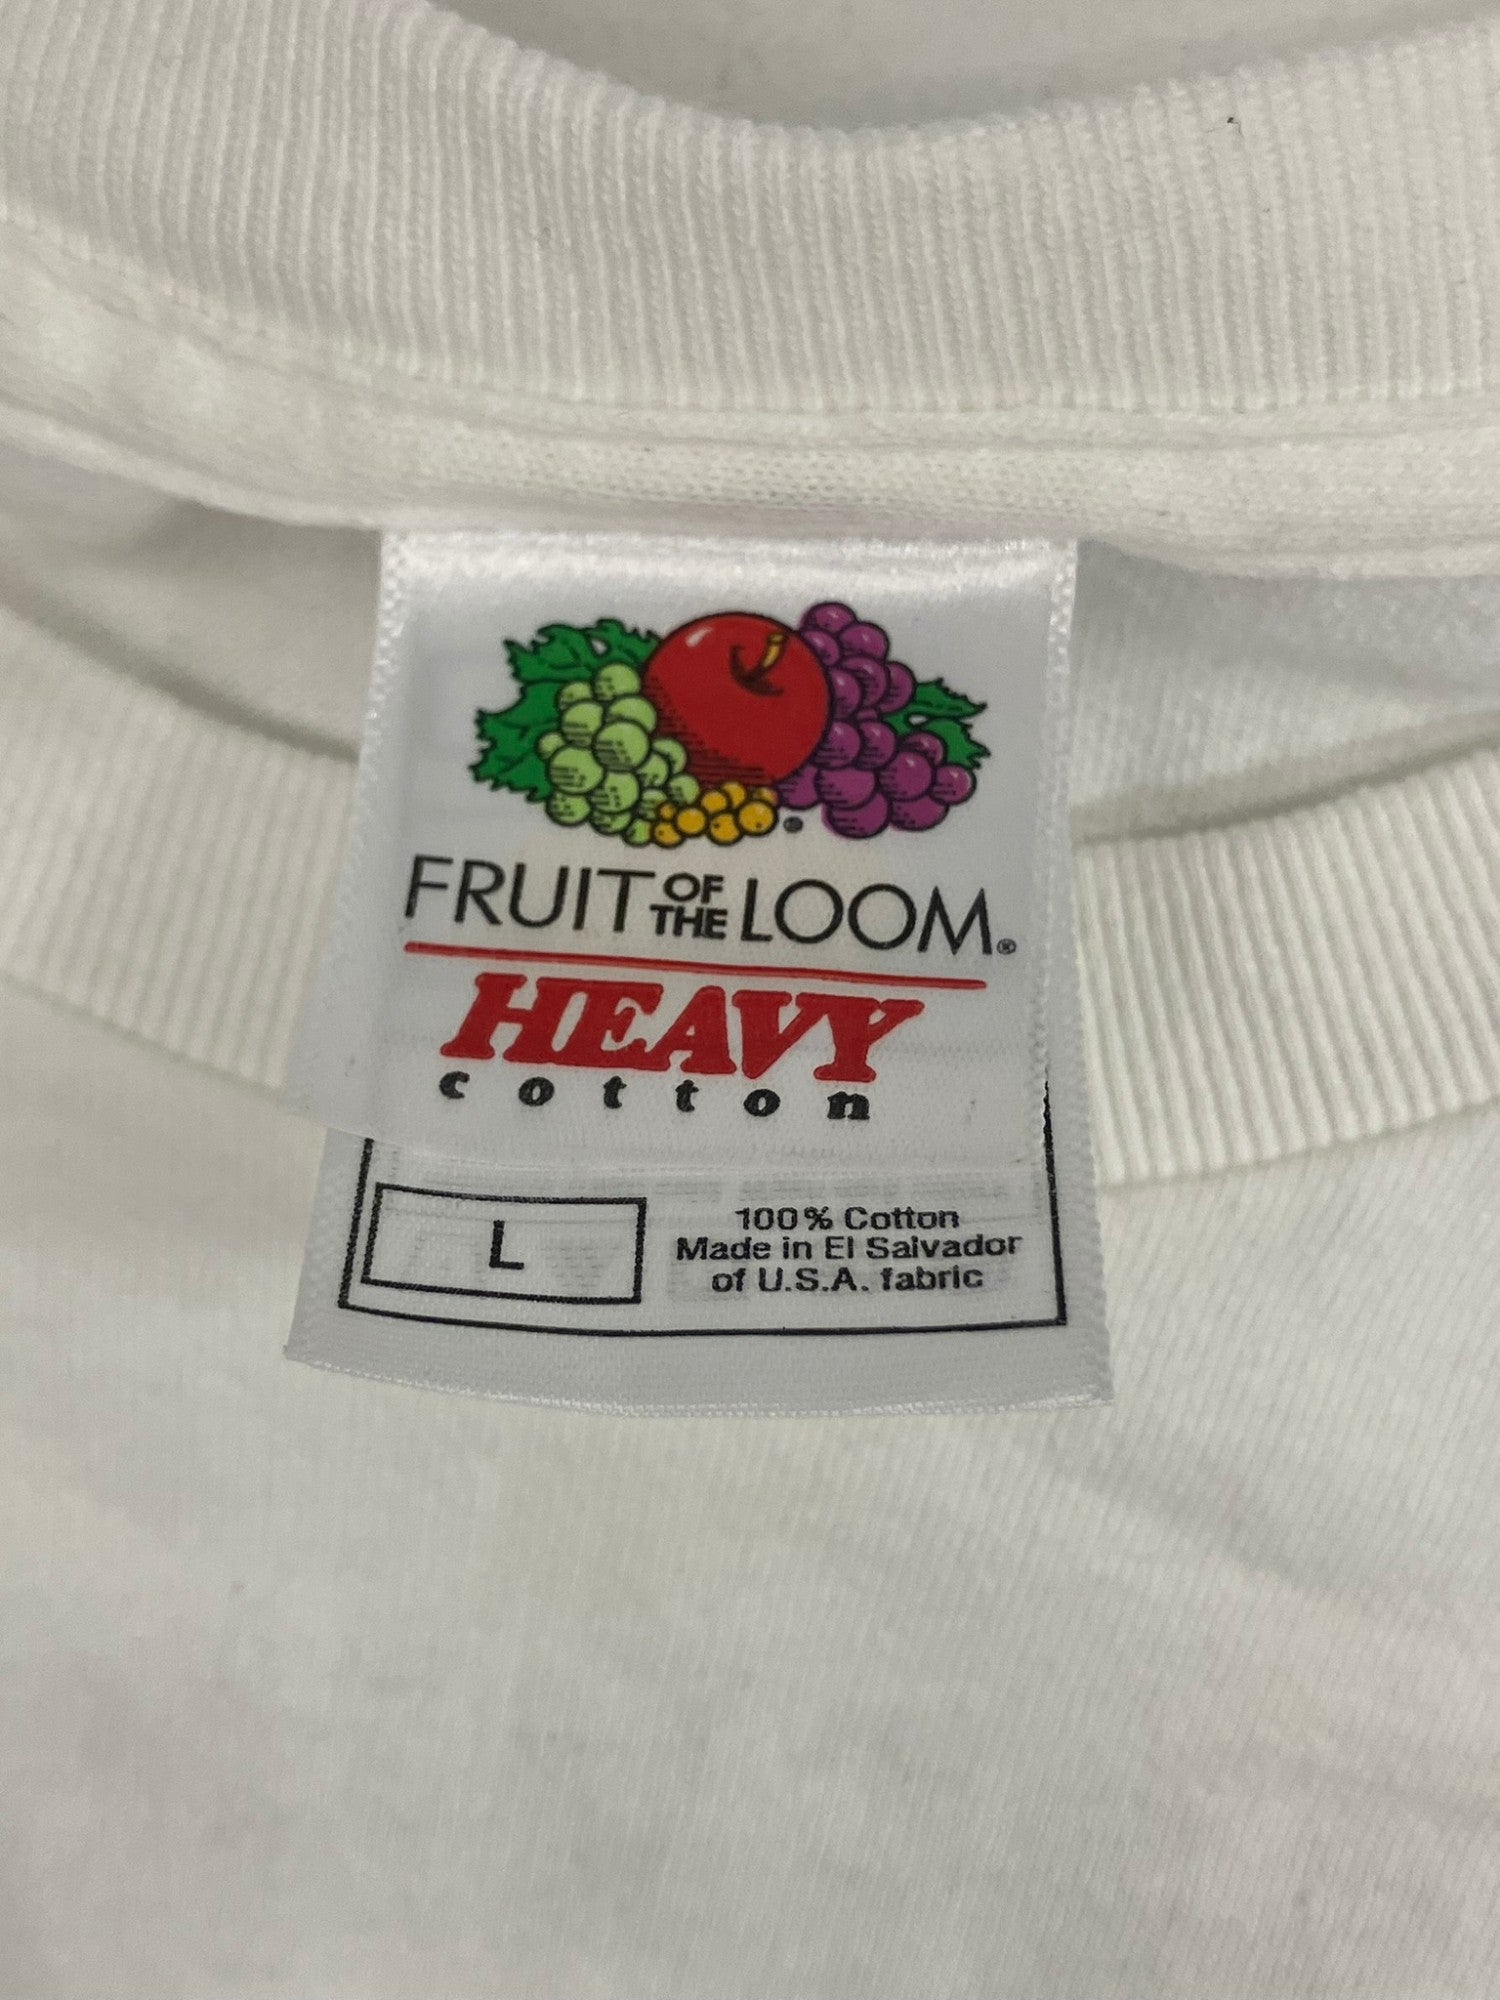 FRUIT OF THE LOOM®
HEAVY
cotton
L
100% Cotton
Made in El Salvador
of U.S.A. fabric